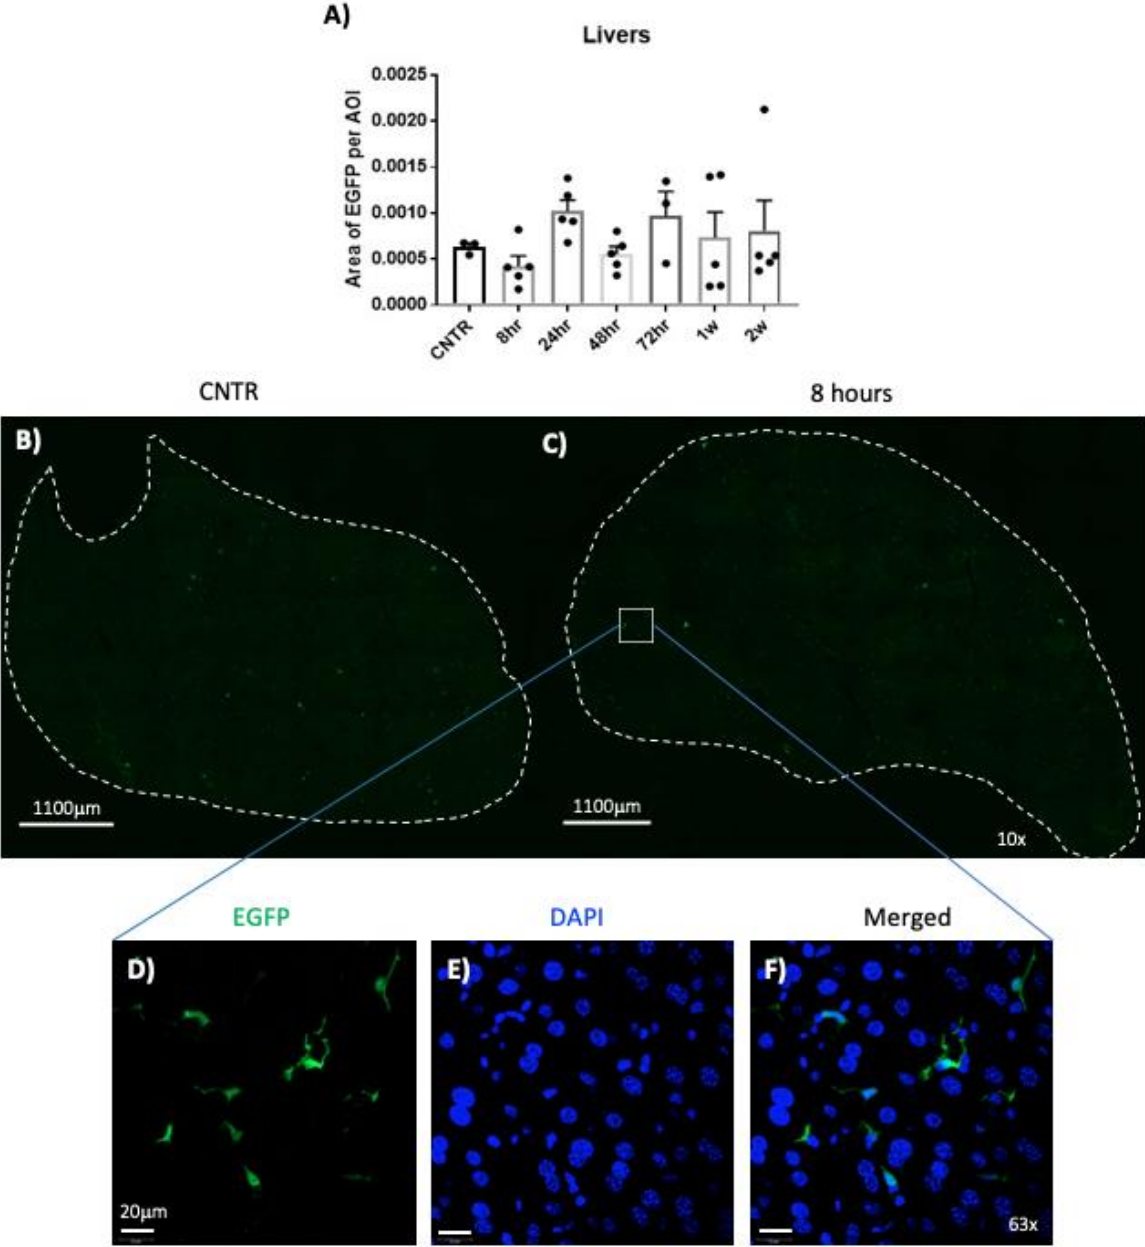 A)
Livers
Area of EGFP per AOI
0.0025
0.0020
0.0015
0.0010
0.0005
0.0000
CNTR 8hr 24hr 48hr 72hr 1w 2w
CNTR 8 hours
B) C)
1100µm 1100µm
10x
EGFP DAPI Merged
D) E) F)
20µm
63x